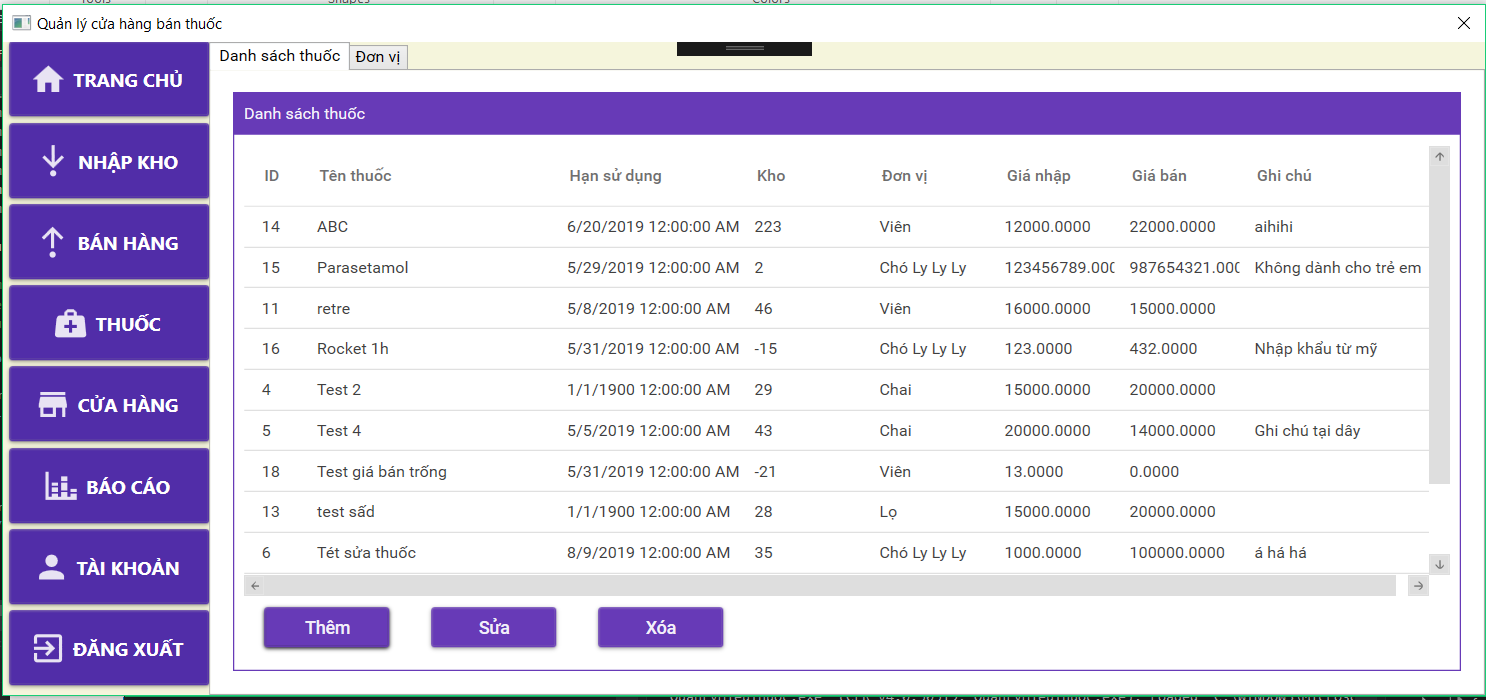 Tools Shapes Colors
Quản lý cửa hàng bán thuốc
TRANG CHỦ
NHẬP KHO
BÁN HÀNG
THUỐC
CỬA HÀNG
BÁO CÁO
TÀI KHOẢN
ĐĂNG XUẤT
Danh sách thuốc Đơn vị
Danh sách thuốc
ID Tên thuốc Hạn sử dụng Kho Đơn vị Giá nhập Giá bán Ghi chú
14 ABC 6/20/2019 12:00:00 AM 223 Viên 12000.0000 22000.0000 aihihi
15 Parasetamol 5/29/2019 12:00:00 AM 2 Chó Ly Ly Ly 123456789.000 987654321.000 Không dành cho trẻ em
11 retre 5/8/2019 12:00:00 AM 46 Viên 16000.0000 15000.0000
16 Rocket 1h 5/31/2019 12:00:00 AM -15 Chó Ly Ly Ly 123.0000 432.0000 Nhập khẩu từ mỹ
4 Test 2 1/1/1900 12:00:00 AM 29 Chai 15000.0000 20000.0000
5 Test 4 5/5/2019 12:00:00 AM 43 Chai 20000.0000 14000.0000 Ghi chú tại dây
18 Test giá bán trống 5/31/2019 12:00:00 AM -21 Viên 13.0000 0.0000
13 test sấd 1/1/1900 12:00:00 AM 28 Lọ 15000.0000 20000.0000
6 Tét sửa thuốc 8/9/2019 12:00:00 AM 35 Chó Ly Ly Ly 1000.0000 100000.0000 á há há
Thêm Sửa Xóa